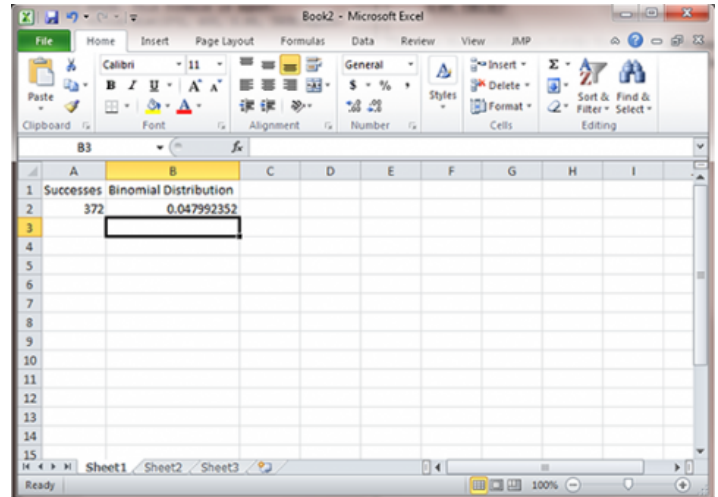 Book2 - Microsoft Excel
File Home Insert Page Layout Formulas Data Review View JMP
Calibri 11 General Insert Σ
Paste B I U A A $ % , Styles Delete Sort & Find &
A Format Filter Select
Clipboard Font Alignment Number Cells Editing
B3 fx
A B C D E F G H I
1 Successes Binomial Distribution
2 372 0.047992352
3
4
5
6
7
8
9
10
11
12
13
14
15
Sheet1 Sheet2 Sheet3
Ready 100%